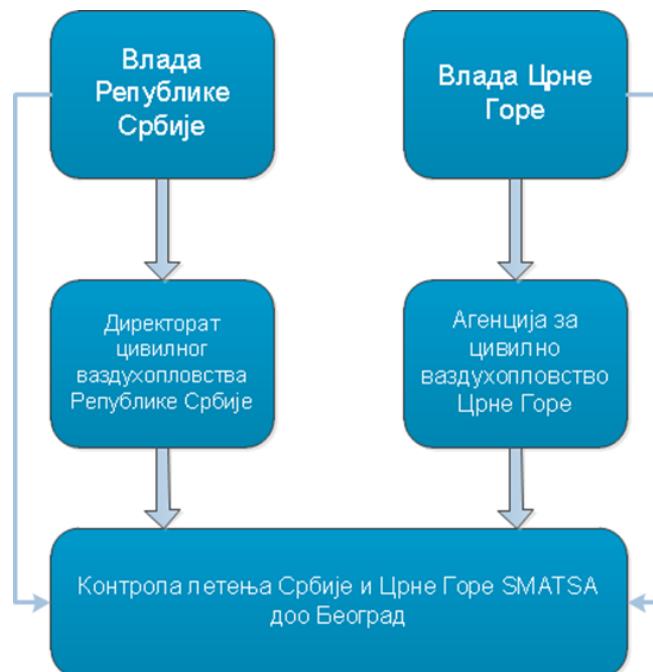 Влада
Републике
Србије
Влада Црне
Горе
Директорат
цивилног
ваздухопловства
Републике Србије
Агенција за
цивилно
ваздухопловство
Црне Горе
Контрола летења Србије и Црне Горе SMATSA
доо Београд